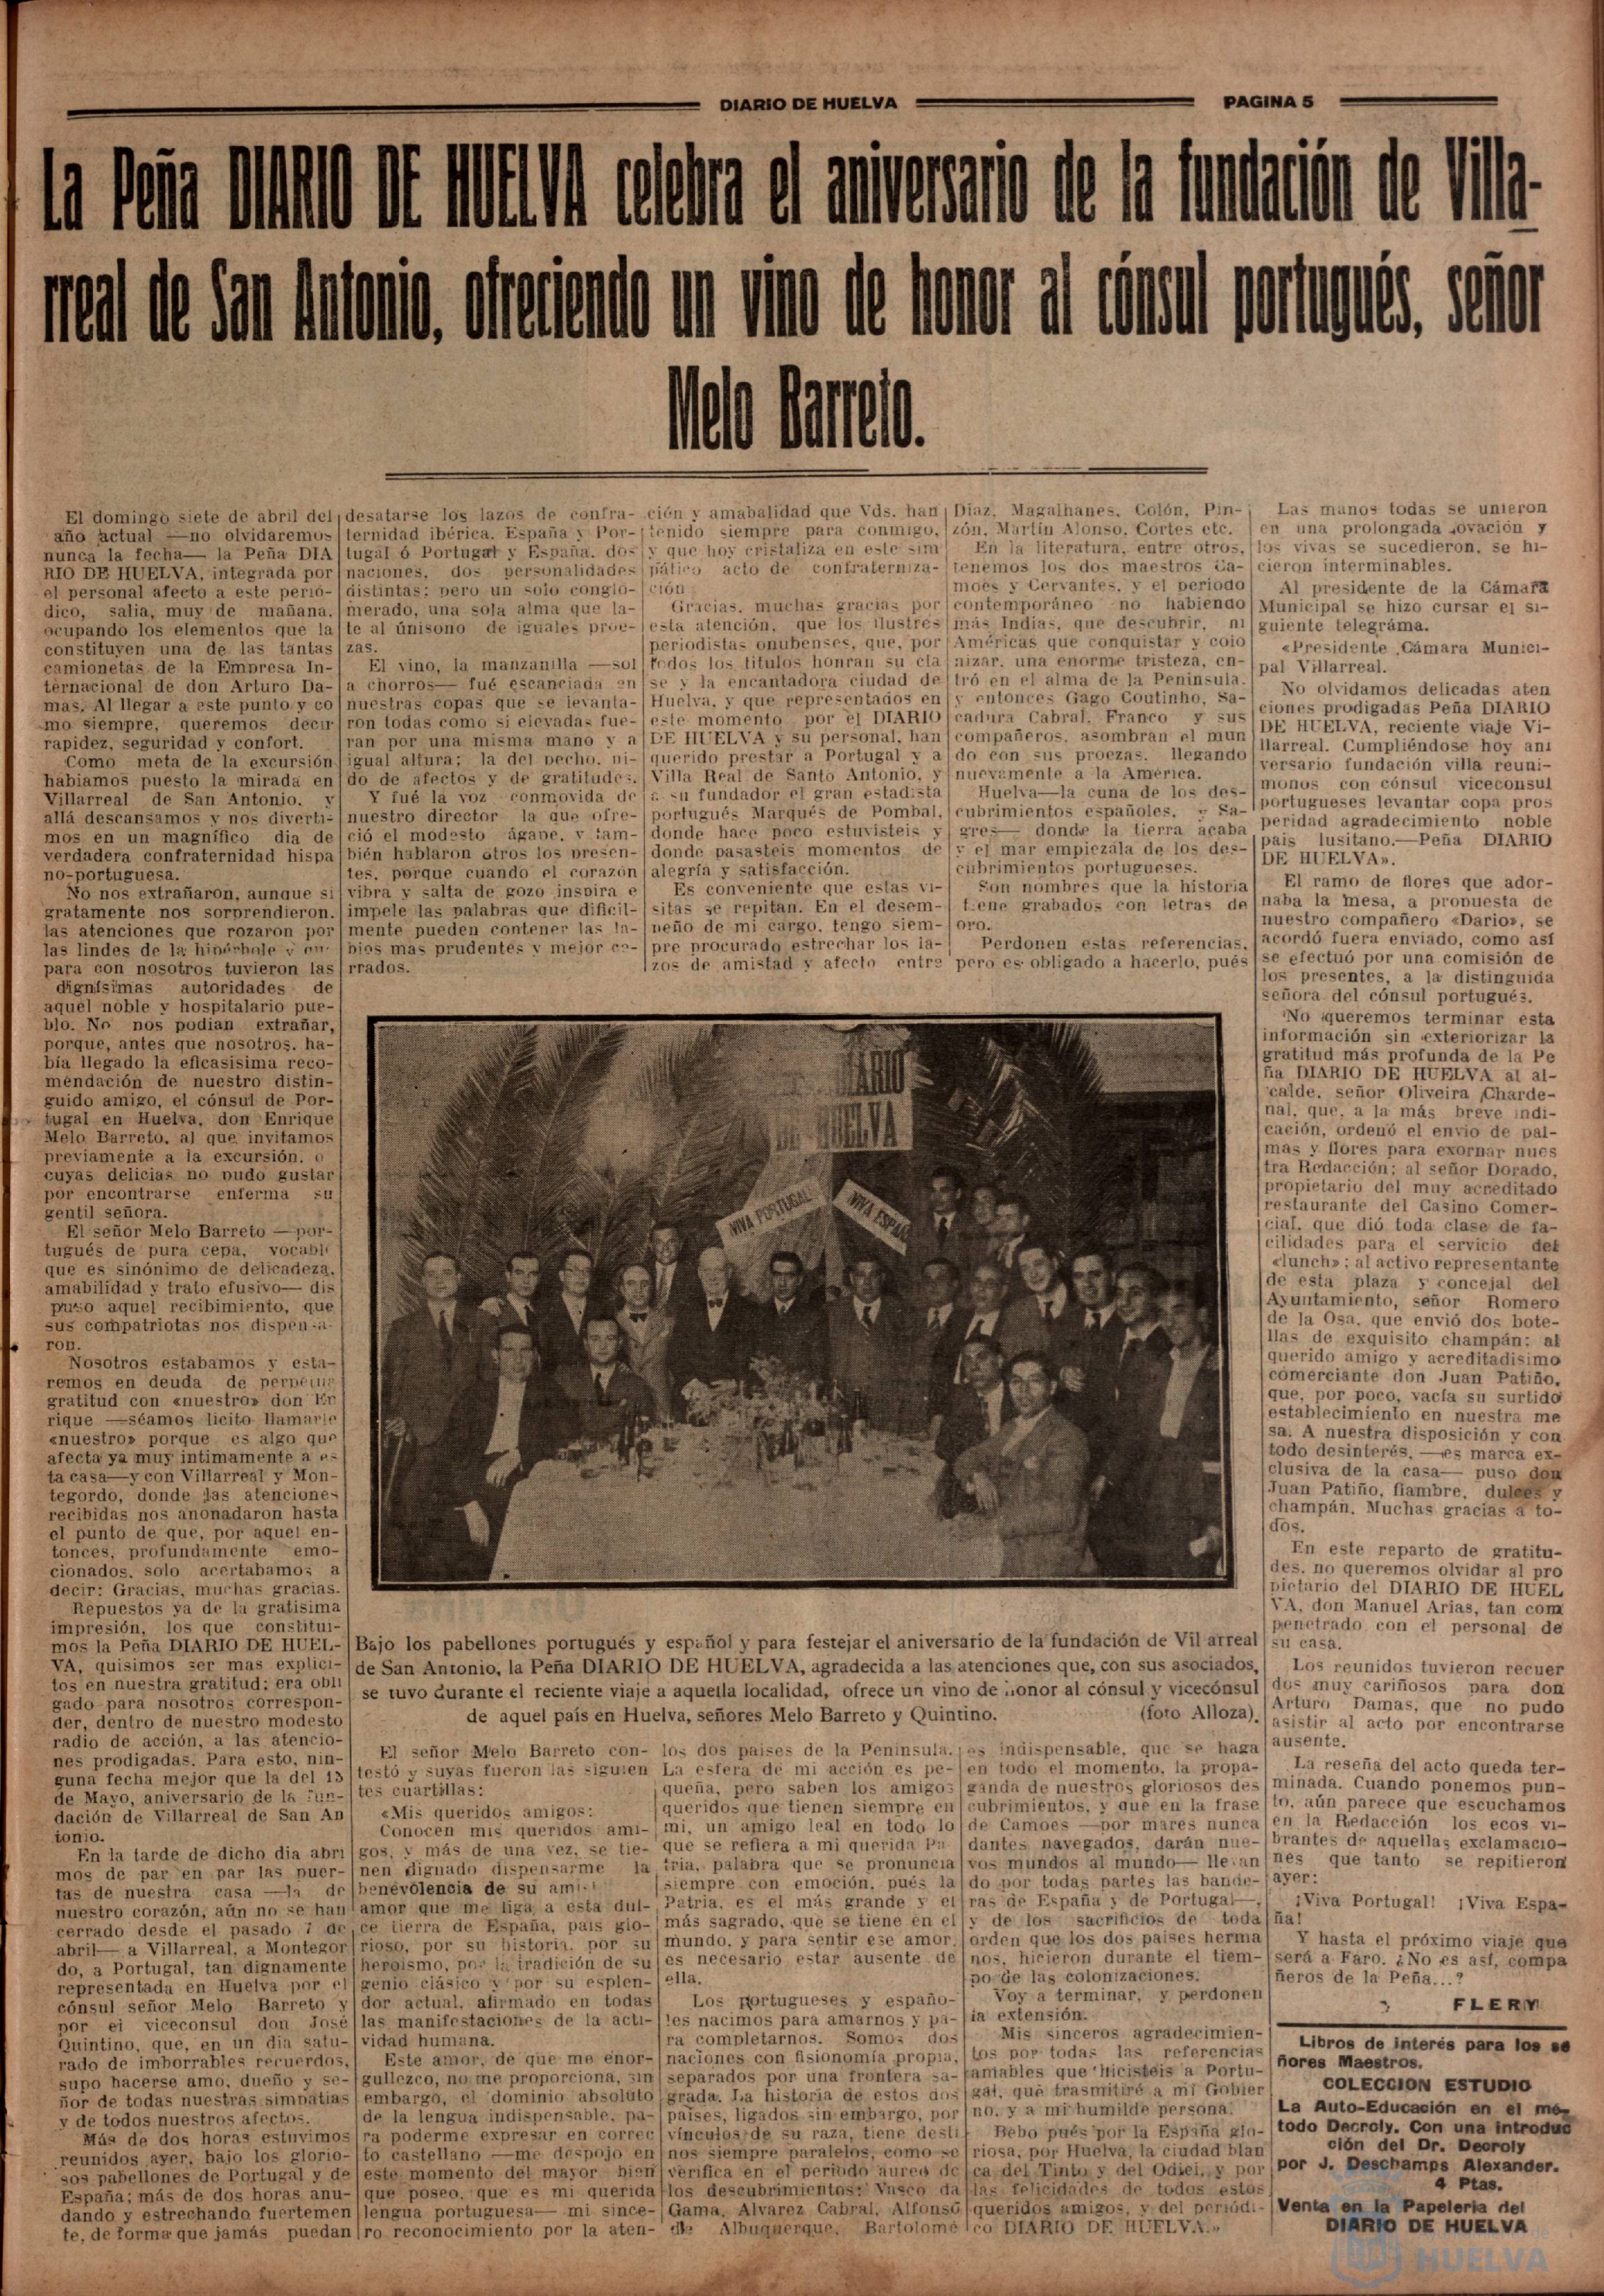 DIARIO DE HUELVA
PAGINA 5
La Peña DIARIO DE HUELVA celebra el aniversario de la fundación de Villa-
rreal de San Antonio, ofreciendo un vino de honor al cónsul portugués, señor
Melo Barreto.
El domingo siete de abril del
año actual —no olvidaremos
nunca la fecha— la Peña DIA
RIO DE HUELVA, integrada por
el personal afecto a este perió-
dico, salia, muy de mañana,
ocupando los elementos que la
constituyen una de las tantas
camionetas de la Empresa In-
ternacional de don Arturo Da-
mas. Al llegar a este punto y co
mo siempre, queremos decir
rapidez, seguridad y confort.
Como meta de la excursión
habiamos puesto la mirada en
Villarreal de San Antonio. y
allá descansamos y nos diverti-
mos en un magnífico dia de
verdadera confraternidad hispa
no-portuguesa.
No nos extrañaron, aunque si
gratamente nos sorprendieron.
las atenciones que rozaron por
las lindes de la hipérbole y que
para con nosotros tuvieron las
dignísimas autoridades de
aquel noble y hospitalario pue-
blo. No nos podian extrañar,
porque, antes que nosotros. ha-
bía llegado la eficasisima reco-
mendación de nuestro distin-
guido amigo, el cónsul de Por-
tugal en Huelva, don Enrique
Melo Barreto, al que invitamos
previamente a la excursión. a
cuyas delicias no pudo gustar
por encontrarse enferma su
gentil señora.
El señor Melo Barreto —por-
tugués de pura cepa, vocablo
que es sinónimo de delicadeza.
amabilidad y trato efusivo— dis
puso aquel recibimiento, que
sus compatriotas nos dispensa-
ron.
Nosotros estabamos y esta-
remos en deuda de perpetua
gratitud con «nuestro» don En
rique —séamos licito llamarle
«nuestro» porque es algo que
afecta ya muy intimamente a es-
ta casa—y con Villarreal y Mon-
tegordo, donde las atenciones
recibidas nos anonadaron hasta
el punto de que, por aquel en-
tonces, profundamente emo-
cionados. solo acertabamos a
decir: Gracias, muchas gracias.
Repuestos ya de la gratisima
impresión, los que constitui-
mos la Peña DIARIO DE HUEL-
VA, quisimos ser mas explici-
tos en nuestra gratitud; era obli
gado para nosotros correspon-
der, dentro de nuestro modesto
radio de acción, a las atencio-
nes prodigadas. Para esto, nin-
guna fecha mejor que la del 13
de Mayo, aniversario de la fun-
dación de Villarreal de San An
tonio.
En la tarde de dicho dia abri
mos de par en par las puer-
tas de nuestra casa —la de
nuestro corazón, aún no se han
cerrado desde el pasado 7 de
abril— a Villarreal, a Montegor
do, a Portugal, tan dignamente
representada en Huelva por el
cónsul señor Melo Barreto y
por el viceconsul don José
Quintino, que, en un dia satu-
rado de imborrables recuerdos,
supo hacerse amo, dueño y se-
ñor de todas nuestras simpatias
y de todos nuestros afectos.
Más de dos horas estuvimos
reunidos ayer, bajo los glorio-
sos pabellones de Portugal y de
España; más de dos horas anu-
dando y estrechando fuertemen
te, de forma que jamás puedan
desatarse los lazos de confra-
ternidad ibérica. España y Por-
tugal ó Portugal y España. dos
naciones, dos personalidades
distintas; pero un solo conglo-
merado, una sola alma que la-
te al únisono de iguales proe-
zas.
El vino, la manzanilla —sol
a chorros— fué escanciada en
nuestras copas que se levanta-
ron todas como si elevadas fue-
ran por una misma mano y a
igual altura; la del pecho. ni-
do de afectos y de gratitudes.
Y fué la voz conmovida de
nuestro director la que ofre-
ció el modesto ágape, y tam-
bién hablaron otros los presen-
tes, porque cuando el corazón
vibra y salta de gozo inspira e
impele las palabras que dificil-
mente pueden contener las la-
bios mas prudentes y mejor ce-
rrados.
ción y amabalidad que Vds. han
tenido siempre para conmigo,
y que hoy cristaliza en este sim
pático acto de confraterniza-
ción
Gracias, muchas gracias por
esta atención, que los ilustres
periodistas onubenses, que, por
todos los titulos honran su cla
se y la encantadora ciudad de
Huelva, y que representados en
este momento por el DIARIO
DE HUELVA y su personal, han
querido prestar a Portugal y a
Villa Real de Santo Antonio, y
a su fundador el gran estadista
portugués Marqués de Pombal,
donde hace poco estuvisteis y
donde pasasteis momentos de
alegría y satisfacción.
Es conveniente que estas vi-
sitas se repitan. En el desem-
peño de mi cargo, tengo siem-
pre procurado estrechar los la-
zos de amistad y afecto entre
Díaz, Magalhanes, Colón, Pin-
zón, Martín Alonso, Cortes etc.
En la literatura, entre otros,
tenemos los dos maestros Ca-
moes y Cervantes, y el periodo
contemporáneo no habiendo
más Indias, que descubrir, ni
Américas que conquistar y colo
nizar, una enorme tristeza, en-
tró en el alma de la Peninsula.
y entonces Gago Coutinho, Sa-
cadura Cabral, Franco y sus
compañeros, asombran el mun
do con sus proezas. llegando
nuevamente a la América.
Huelva—la cuna de los des-
cubrimientos españoles, y Sa-
gres— donde la tierra acaba
y el mar empiezála de los des-
cubrimientos portugueses.
Son nombres que la historia
tiene grabados con letras de
oro.
Perdonen estas referencias,
pero es obligado a hacerlo, pués
DIARIO
DE HUELVA
VIVA PORTUGAL
VIVA ESPAÑ
Bajo los pabellones portugués y español y para festejar el aniversario de la fundación de Vil arreal
de San Antonio, la Peña DIARIO DE HUELVA, agradecida a las atenciones que, con sus asociados,
se tuvo durante el reciente viaje a aquella localidad, ofrece un vino de honor al cónsul y vicecónsul
de aquel país en Huelva, señores Melo Barreto y Quintino. (foto Alloza).
El señor Melo Barreto con-
testó y suyas fueron las siguien
tes cuartillas:
«Mis queridos amigos:
Conocen mis queridos ami-
gos, y más de una vez, se tie-
nen dignado dispensarme la
benevolencia de su amis
amor que me liga a esta dul-
ce tierra de España, pais glo-
rioso, por su historia, por su
heroismo, por la tradición de su
genio clásico y por su esplen-
dor actual, afirmado en todas
las manifestaciones de la acti-
vidad humana.
Este amor, de que me enor-
gullezco, no me proporciona, sin
embargo, el dominio absoluto
de la lengua indispensable, pa-
ra poderme expresar en correc
to castellano —me despojo en
este momento del mayor bien
que poseo, que es mi querida
lengua portuguesa— mi since-
ro reconocimiento por la aten-
los dos paises de la Peninsula.
La esfera de mi acción es pe-
queña, pero saben los amigos
queridos que tienen siempre en
mi, un amigo leal en todo lo
que se refiera a mi querida Pa
tria, palabra que se pronuncia
siempre con emoción, pués la
Patria, es el más grande y el
más sagrado, que se tiene en el
mundo, y para sentir ese amor,
es necesario estar ausente de
ella.
Los portugueses y españo-
les nacimos para amarnos y pa-
ra completarnos. Somos dos
naciones con fisionomía propia,
separados por una frontera sa-
grada. La historia de estos dos
países, ligados sin embargo, por
vínculos de su raza, tiene desti
nos siempre paralelos, como se
verifica en el periodo aureo de
los descubrimientos: Vasco da
Gama, Alvarez Cabral, Alfonso
de Albuquerque, Bartolomé
es indispensable, que se haga
en todo el momento, la propa-
ganda de nuestros gloriosos des
cubrimientos, y que en la frase
de Camoes —por mares nunca
dantes navegados, darán nue-
vos mundos al mundo— llevan
do por todas partes las bande-
ras de España y de Portugal—,
y de los sacrificios de toda
orden que los dos paises herma
nos, hicieron durante el tiem-
po de las colonizaciones.
Voy a terminar, y perdonen
la extensión.
Mis sinceros agradecimien-
tos por todas las referencias
amables que hicisteis a Portu-
gal, que trasmitiré a mi Gobier
no, y a mi humilde persona.
Bebo pués por la España glo-
riosa, por Huelva, la ciudad blan
ca del Tinto y del Odiel, y por
las felicidades de todos estos
queridos amigos, y del periódi-
co DIARIO DE HUELVA.»
Las manos todas se unieron
en una prolongada ovación y
los vivas se sucedieron, se hi-
cieron interminables.
Al presidente de la Cámara
Municipal se hizo cursar el si-
guiente telegráma.
«Presidente Cámara Munici-
pal Villarreal.
No olvidamos delicadas aten
ciones prodigadas Peña DIARIO
DE HUELVA, reciente viaje Vi-
llarreal. Cumpliéndose hoy ani
versario fundación villa reuni-
monos con cónsul viceconsul
portugueses levantar copa pros
peridad agradecimiento noble
pais lusitano.—Peña DIARIO
DE HUELVA».
El ramo de flores que ador-
naba la mesa, a propuesta de
nuestro compañero «Dario», se
acordó fuera enviado, como así
se efectuó por una comisión de
los presentes, a la distinguida
señora del cónsul portugués.
No queremos terminar esta
información sin exteriorizar la
gratitud más profunda de la Pe
ña DIARIO DE HUELVA al al-
calde, señor Oliveira Charde-
nal, que, a la más breve indi-
cación, ordenó el envio de pal-
mas y flores para exornar nues
tra Redacción; al señor Dorado,
propietario del muy acreditado
restaurante del Casino Comer-
cial, que dió toda clase de fa-
cilidades para el servicio del
«lunch»; al activo representante
de esta plaza y concejal del
Ayuntamiento, señor Romero
de la Osa, que envió dos bote-
llas de exquisito champán; al
querido amigo y acreditadisimo
comerciante don Juan Patiño,
que, por poco, vacía su surtido
establecimiento en nuestra me
sa. A nuestra disposición y con
todo desinterés, —es marca ex-
clusiva de la casa— puso don
Juan Patiño, fiambre, dulces y
champán. Muchas gracias a to-
dos.
En este reparto de gratitu-
des, no queremos olvidar al pro
pietario del DIARIO DE HUEL
VA, don Manuel Arias, tan com
penetrado con el personal de
su casa.
Los reunidos tuvieron recuer
dos muy cariñosos para don
Arturo Damas, que no pudo
asistir al acto por encontrarse
ausente.
La reseña del acto queda ter-
minada. Cuando ponemos pun-
to, aún parece que escuchamos
en la Redacción los ecos vi-
brantes de aquellas exclamacio-
nes que tanto se repitieron
ayer:
¡Viva Portugal! ¡Viva Espa-
ña!
Y hasta el próximo viaje que
será a Faro. ¿No es así, compa
ñeros de la Peña...?
FLERY
Libros de interés para los se
ñores Maestros.
COLECCION ESTUDIO
La Auto-Educación en el mé-
todo Decroly. Con una introduc
ción del Dr. Decroly
por J. Deschamps Alexander.
4 Ptas.
Venta en la Papelería del
DIARIO DE HUELVA
HUELVA